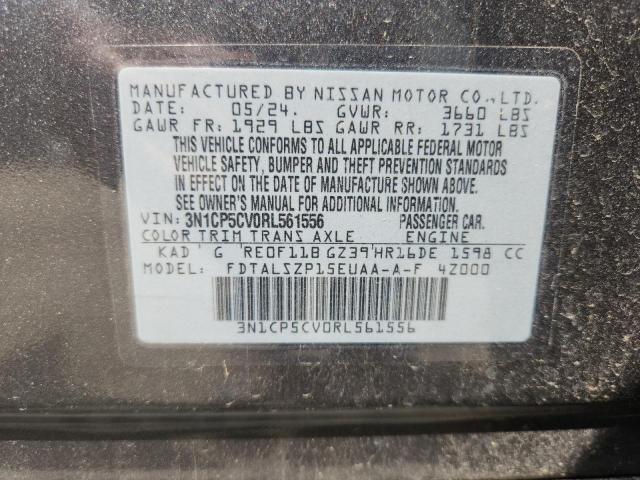 MANUFACTURED BY NISSAN MOTOR CO., LTD.
DATE: 05/24. GVWR: 3660 LBS
GAWR FR: 1929 LBS GAWR RR: 1731 LBS
THIS VEHICLE CONFORMS TO ALL APPLICABLE FEDERAL MOTOR
VEHICLE SAFETY, BUMPER AND THEFT PREVENTION STANDARDS
IN EFFECT ON THE DATE OF MANUFACTURE SHOWN ABOVE.
SEE OWNER'S MANUAL FOR ADDITIONAL INFORMATION.
VIN: 3N1CP5CV0RL561556 PASSENGER CAR.
COLOR TRIM TRANS AXLE ENGINE
KAD G RE0F11B GZ39 HR16DE 1598 CC
MODEL: FDTALSZP15EUAA-A-F 4Z000
3N1CP5CV0RL561556